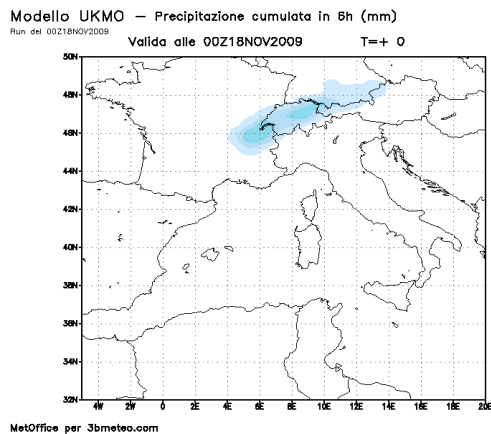 Modello UKMO – Precipitazione cumulata in 6h (mm)
Run del 00Z18NOV2009
Valida alle 00Z18NOV2009 T=+ 0
50N
48N
46N
44N
42N
40N
38N
36N
34N
32N
4W 2W 0 2E 4E 6E 8E 10E 12E 14E 16E 18E 20E
MetOffice per 3bmeteo.com